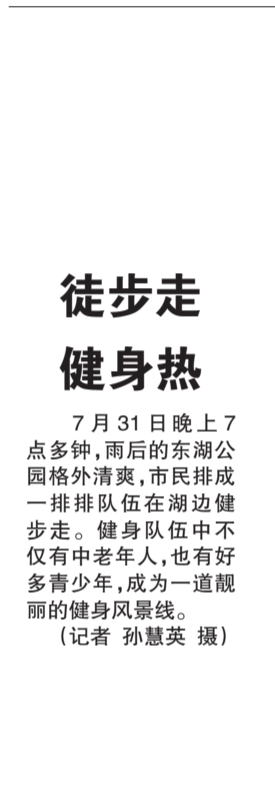 徒步走
健身热
7月31日晚上7
点多钟，雨后的东湖公
园格外清爽，市民排成
一排排队伍在湖边健
步走。健身队伍中不
仅有中老年人，也有好
多青少年，成为一道靓
丽的健身风景线。
（记者 孙慧英 摄）